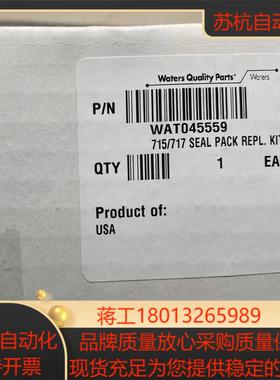 苏杭自动
Waters Quality Parts™
Waters
P/N
WAT045559
715/717 SEAL PACK REPL. KIT
QTY
1
EA
Product of:
USA
蒋工18013265989
自动化
品牌质量放心采购质量保
开票
现货充足为您提供稳定的